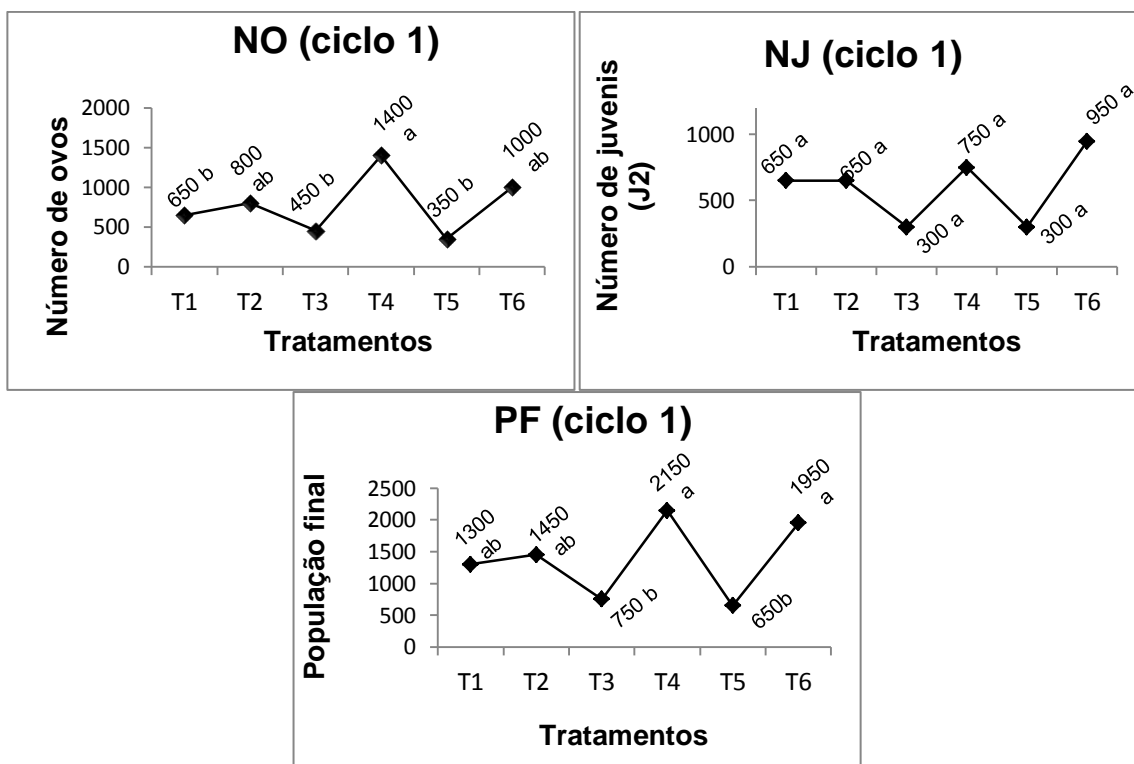 NO (ciclo 1)
Número de ovos
2000
1500
1000
500
0
650 b
800
ab
450 b
1400
a
350 b
1000
ab
T1 T2 T3 T4 T5 T6
Tratamentos
NJ (ciclo 1)
Número de juvenis
(J2)
1000
500
0
650 a
650 a
300 a
750 a
300 a
950 a
T1 T2 T3 T4 T5 T6
Tratamentos
PF (ciclo 1)
População final
2500
2000
1500
1000
500
0
1300
ab
1450
ab
750 b
2150
a
650b
1950
a
T1 T2 T3 T4 T5 T6
Tratamentos